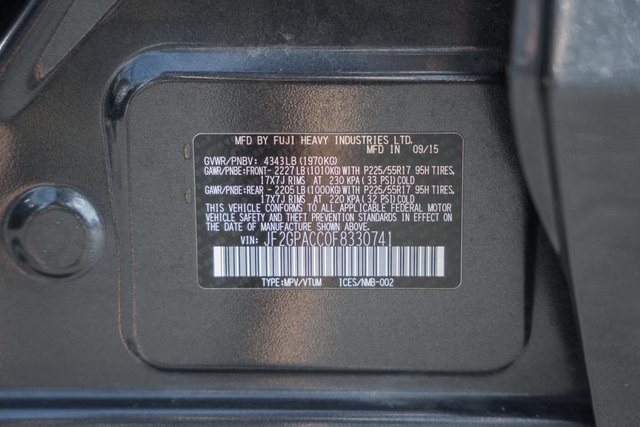 MFD BY FUJI HEAVY INDUSTRIES LTD.
MFD IN 09/15
GVWR/PNBV: 4343LB (1970KG)
GAWR/PNBE:FRONT- 2227LB (1010KG)WITH P225/55R17 95H TIRES,
17X7J RIMS AT 230 KPA (33 PSI) COLD
GAWR/PNBE:REAR - 2205LB (1000KG)WITH P225/55R17 95H TIRES,
17X7J RIMS AT 220 KPA (32 PSI) COLD
THIS VEHICLE CONFORMS TO ALL APPLICABLE FEDERAL MOTOR
VEHICLE SAFETY STANDARDS IN EFFECT ON
THE DATE OF MANUFACTURE SHOWN ABOVE.
VIN: JF2GPACC0F8330741
TYPE:MPV/VTUM ICES/NMB-002